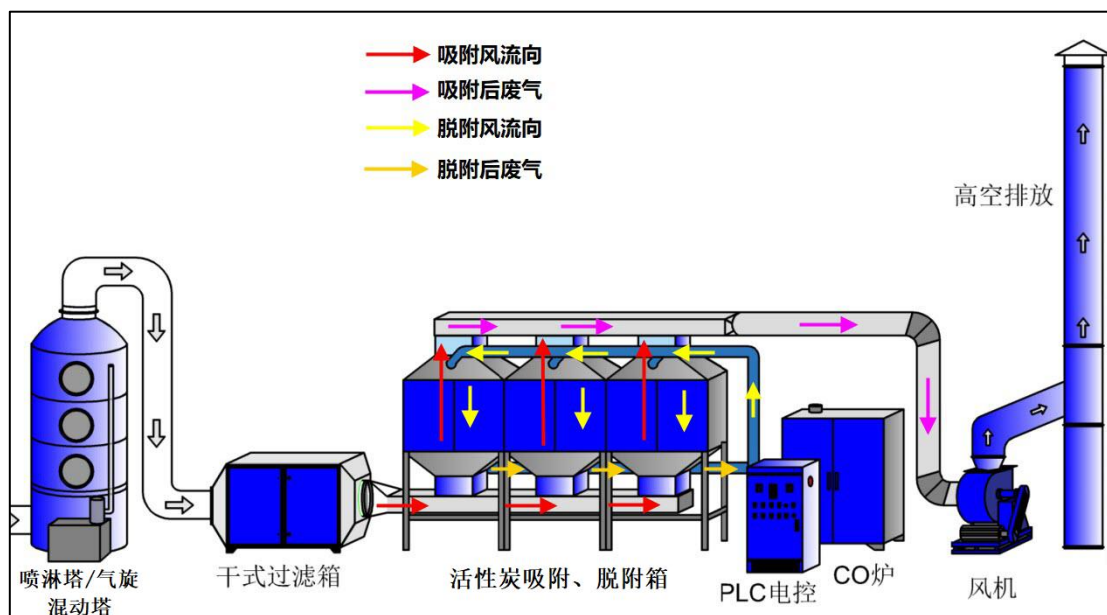 吸附风流向
吸附后废气
脱附风流向
脱附后废气
高空排放
喷淋塔/气旋
混动塔
干式过滤箱
活性炭吸附、脱附箱
PLC电控
CO炉
风机